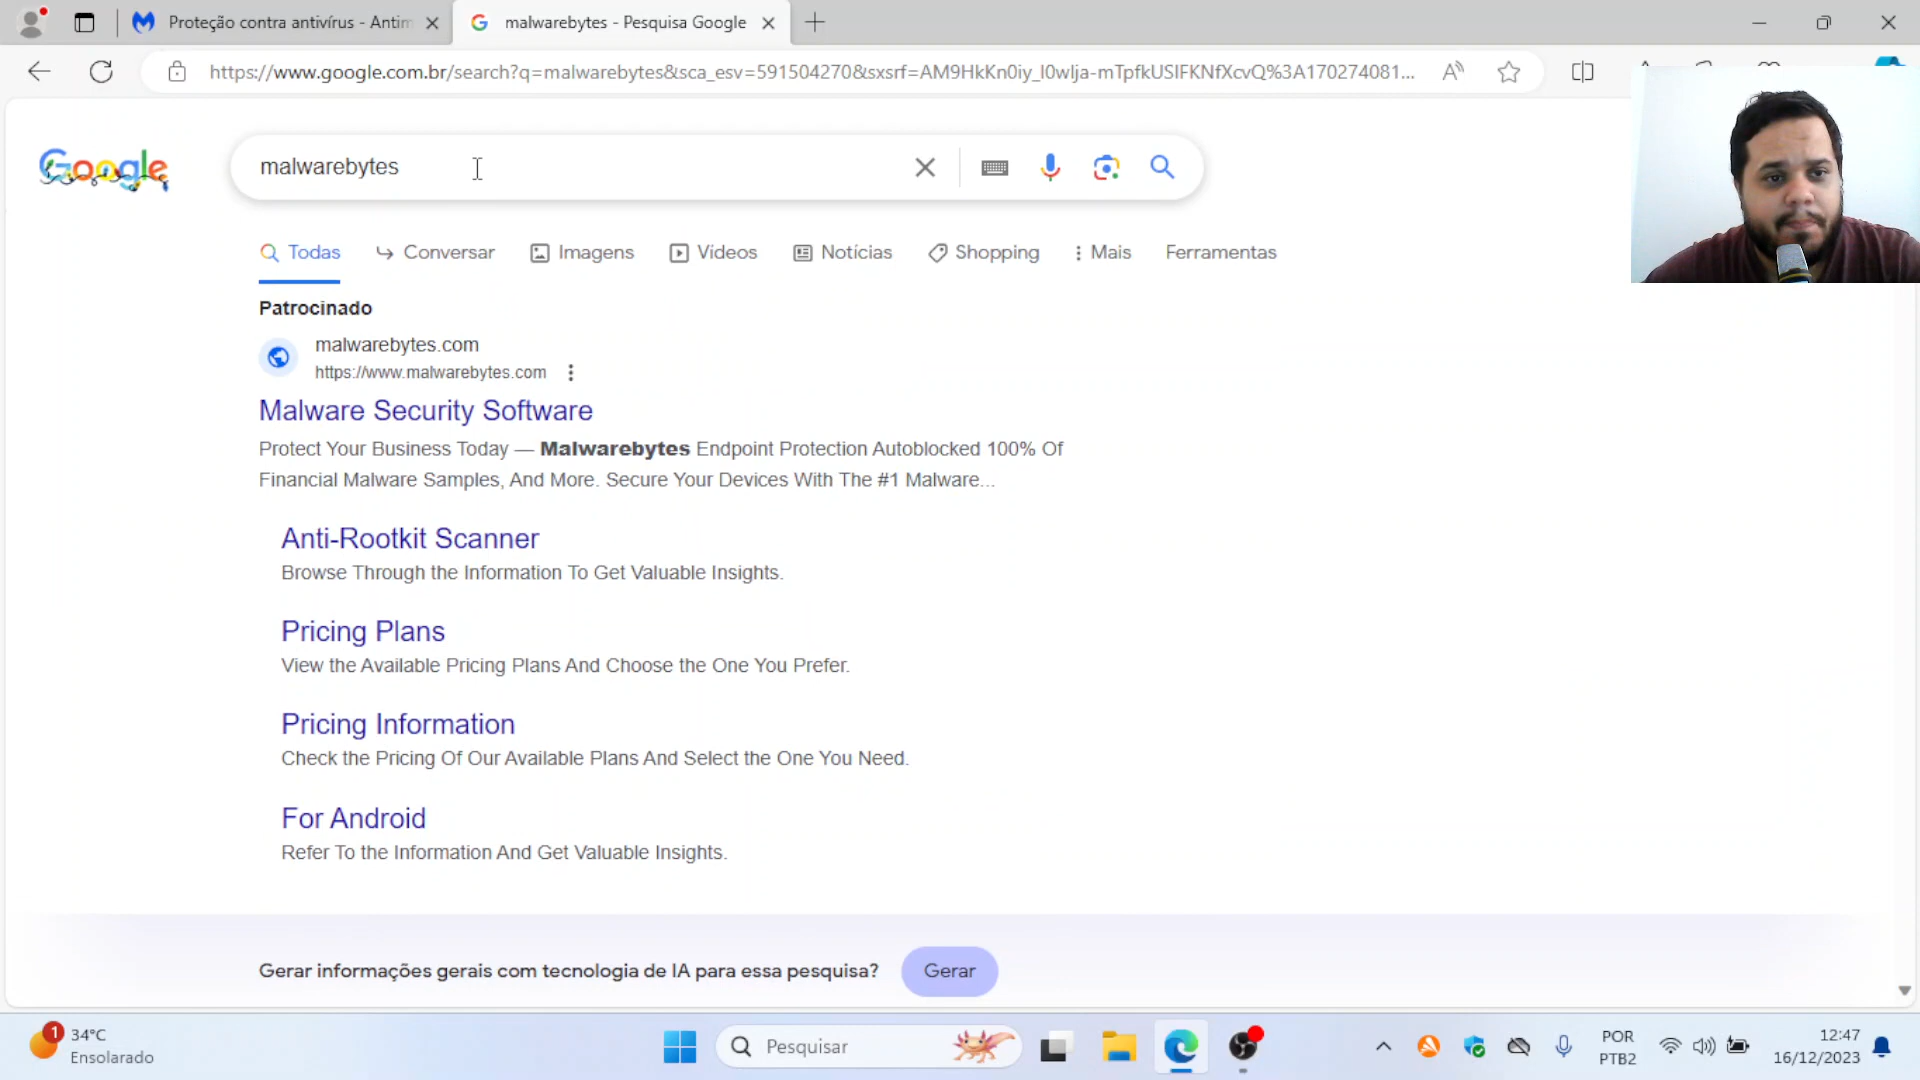 Proteção contra antivírus - Antim
malwarebytes - Pesquisa Google
https://www.google.com.br/search?q=malwarebytes&sca_esv=591504270&sxsrf=AM9HkKn0iy_l0wlja-mTpfkUSIFKNfXcvQ%3A170274081...
Google
malwarebytes
Todas
Conversar
Imagens
Vídeos
Notícias
Shopping
Mais
Ferramentas
Patrocinado
malwarebytes.com
https://www.malwarebytes.com
Malware Security Software
Protect Your Business Today — Malwarebytes Endpoint Protection Autoblocked 100% Of
Financial Malware Samples, And More. Secure Your Devices With The #1 Malware...
Anti-Rootkit Scanner
Browse Through the Information To Get Valuable Insights.
Pricing Plans
View the Available Pricing Plans And Choose the One You Prefer.
Pricing Information
Check the Pricing Of Our Available Plans And Select the One You Need.
For Android
Refer To the Information And Get Valuable Insights.
Gerar informações gerais com tecnologia de IA para essa pesquisa?
Gerar
1
34°C
Ensolarado
Pesquisar
POR
PTB2
12:47
16/12/2023